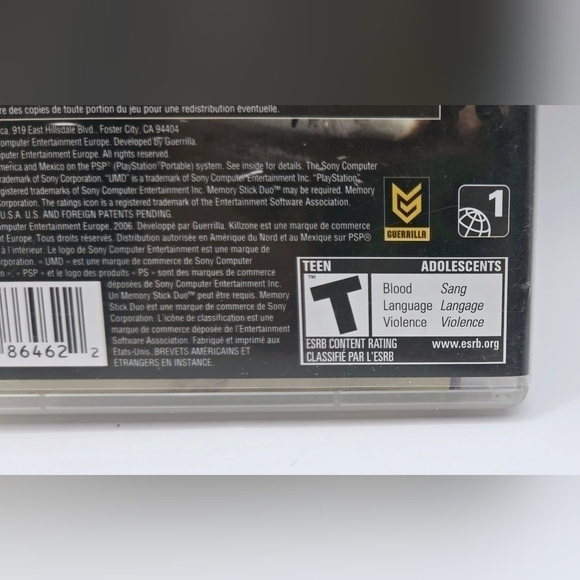 re des copies de toute portion du jeu pour une redistribution éventuelle.
ca, 919 East Hillsdale Blvd., Foster City, CA 94404
mputer Entertainment Europe. Developed by Guerrilla.
mputer Entertainment Europe. All rights reserved.
merica and Mexico on the PSP® (PlayStation®Portable) system. See inside for details. The Sony Computer
rademark of Sony Corporation. "UMD" is a trademark of Sony Computer Entertainment Inc. "PlayStation"
egistered trademarks of Sony Computer Entertainment Inc. Memory Stick Duo™ may be required. Memory
Corporation. The ratings icon is a registered trademark of the Entertainment Software Association.
U.S.A. U.S. AND FOREIGN PATENTS PENDING.
mputer Entertainment Europe, 2006. Développé par Guerrilla. Killzone est une marque de commerce
nt Europe. Tous droits réservés. Distribution autorisée en Amérique du Nord et au Mexique sur PSP®
à l'intérieur. Le logo de Sony Computer Entertainment est une marque de commerce
rporation. « UMD » est une marque de commerce de Sony Computer
n », « PSP » et le logo des produits « PS » sont des marques de commerce
déposées de Sony Computer Entertainment Inc.
Un Memory Stick Duo™ peut être requis. Memory
Stick Duo est une marque de commerce de Sony
Corporation. L'icône de classification est une
marque de commerce déposée de l'Entertainment
Software Association. Fabriqué et imprimé aux
États-Unis. BREVETS AMÉRICAINS ET
ÉTRANGERS EN INSTANCE.
86462 2
GUERRILLA
1
TEEN ADOLESCENTS
T™
Blood Sang
Language Langage
Violence Violence
ESRB CONTENT RATING www.esrb.org
CLASSIFIÉ PAR L'ESRB